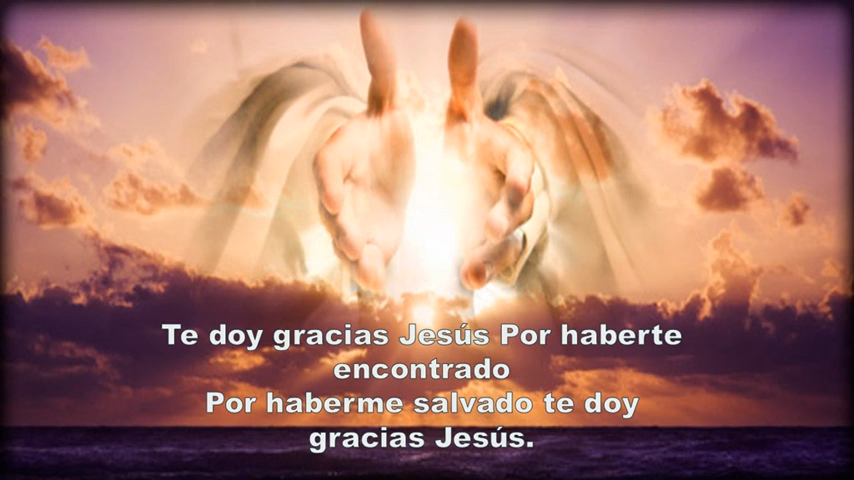 Te doy gracias Jesús Por haberte
encontrado
Por haberme salvado te doy
gracias Jesús.